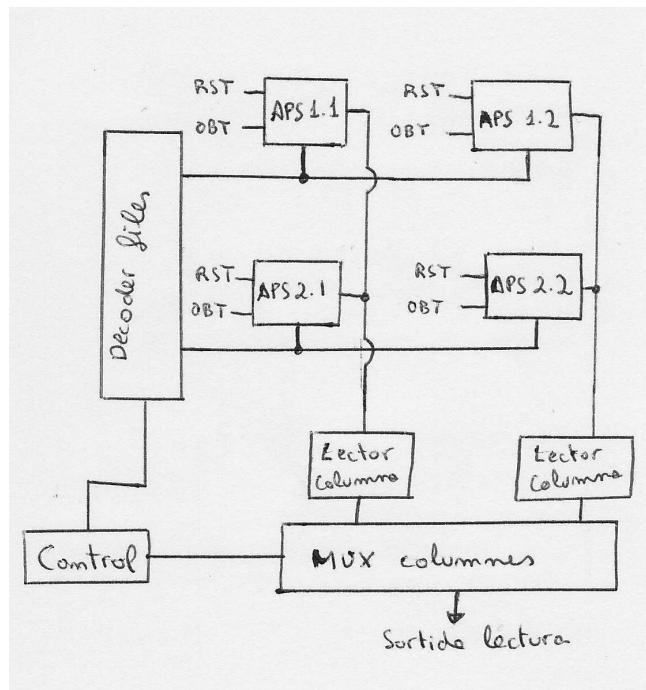 RST
APS 1.1
OBT
RST
APS 1.2
OBT
Decoder files
RST
APS 2.1
OBT
RST
APS 2.2
OBT
Lector
columna
Lector
columna
Control
MUX columnes
Sortida lectura